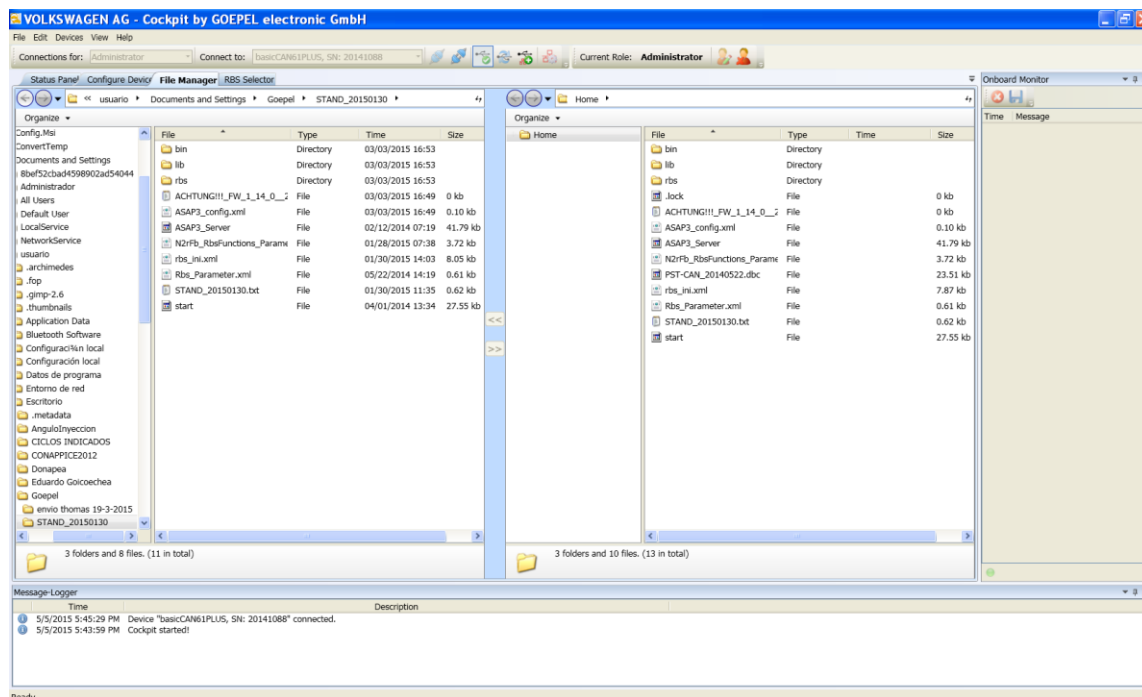 VOLKSWAGEN AG - Cockpit by GOEPEL electronic GmbH
File Edit Devices View Help
Connections for: Administrator Connect to: basicCAN61PLUS, SN: 20141088 Current Role: Administrator
Status Panel Configure Device File Manager RBS Selector
Onboard Monitor
« usuario Documents and Settings Goepel STAND_20150130
Home
Organize
Organize
Time Message
Config.Msi
ConvertTemp
Documents and Settings
8bef52cbad4598902ad54044
Administrador
All Users
Default User
LocalService
NetworkService
usuario
.archimedes
.fop
.gimp-2.6
.thumbnails
Application Data
Bluetooth Software
Configuraci¾n local
Configuración local
Datos de programa
Entorno de red
Escritorio
.metadata
AnguloInyeccion
CICLOS INDICADOS
CONAPPICE2012
Donapea
Eduardo Goicoechea
Goepel
envio thomas 19-3-2015
STAND_20150130
File Type Time Size
bin Directory 03/03/2015 16:53
lib Directory 03/03/2015 16:53
rbs Directory 03/03/2015 16:53
ACHTUNG!!!_FW_1_14_0__2 File 03/03/2015 16:49 0 kb
ASAP3_config.xml File 03/03/2015 16:49 0.10 kb
ASAP3_Server File 02/12/2014 07:19 41.79 kb
N2rFb_RbsFunctions_Parame File 01/28/2015 07:38 3.72 kb
rbs_ini.xml File 01/30/2015 14:03 8.05 kb
Rbs_Parameter.xml File 05/22/2014 14:19 0.61 kb
STAND_20150130.txt File 01/30/2015 11:35 0.62 kb
start File 04/01/2014 13:34 27.55 kb
3 folders and 8 files. (11 in total)
<<
>>
Home
File Type Time Size
bin Directory
lib Directory
rbs Directory
.lock File 0 kb
ACHTUNG!!!_FW_1_14_0__2 File 0 kb
ASAP3_config.xml File 0.10 kb
ASAP3_Server File 41.79 kb
N2rFb_RbsFunctions_Parame File 3.72 kb
PST-CAN_20140522.dbc File 23.51 kb
rbs_ini.xml File 7.87 kb
Rbs_Parameter.xml File 0.61 kb
STAND_20150130.txt File 0.62 kb
start File 27.55 kb
3 folders and 10 files. (13 in total)
Message-Logger
Time Description
5/5/2015 5:45:29 PM Device "basicCAN61PLUS, SN: 20141088" connected.
5/5/2015 5:43:59 PM Cockpit started!
Ready